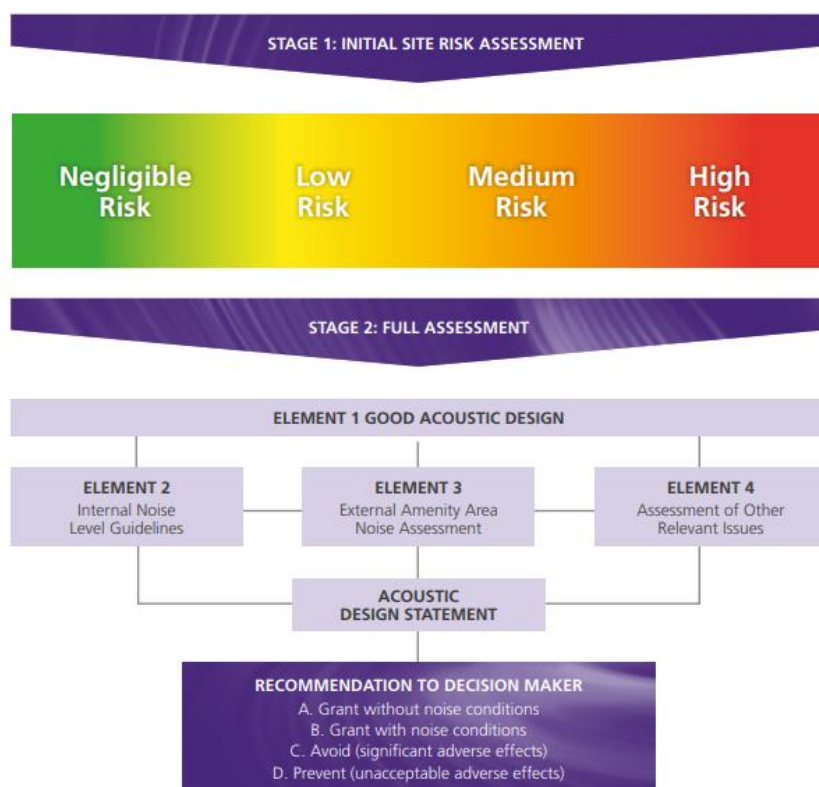 STAGE 1: INITIAL SITE RISK ASSESSMENT
Negligible
Risk
Low
Risk
Medium
Risk
High
Risk
STAGE 2: FULL ASSESSMENT
ELEMENT 1 GOOD ACOUSTIC DESIGN
ELEMENT 2
Internal Noise
Level Guidelines
ELEMENT 3
External Amenity Area
Noise Assessment
ELEMENT 4
Assessment of Other
Relevant Issues
ACOUSTIC
DESIGN STATEMENT
RECOMMENDATION TO DECISION MAKER
A. Grant without noise conditions
B. Grant with noise conditions
C. Avoid (significant adverse effects)
D. Prevent (unacceptable adverse effects)